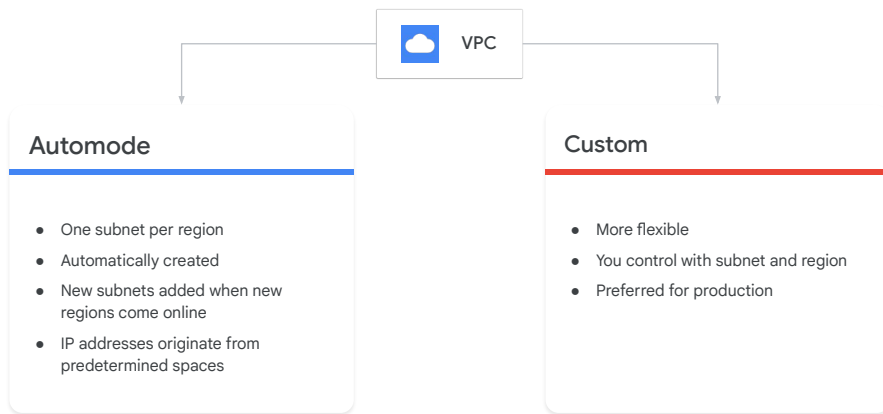 VPC
Automode
● One subnet per region
● Automatically created
● New subnets added when new
regions come online
● IP addresses originate from
predetermined spaces
Custom
● More flexible
● You control with subnet and region
● Preferred for production